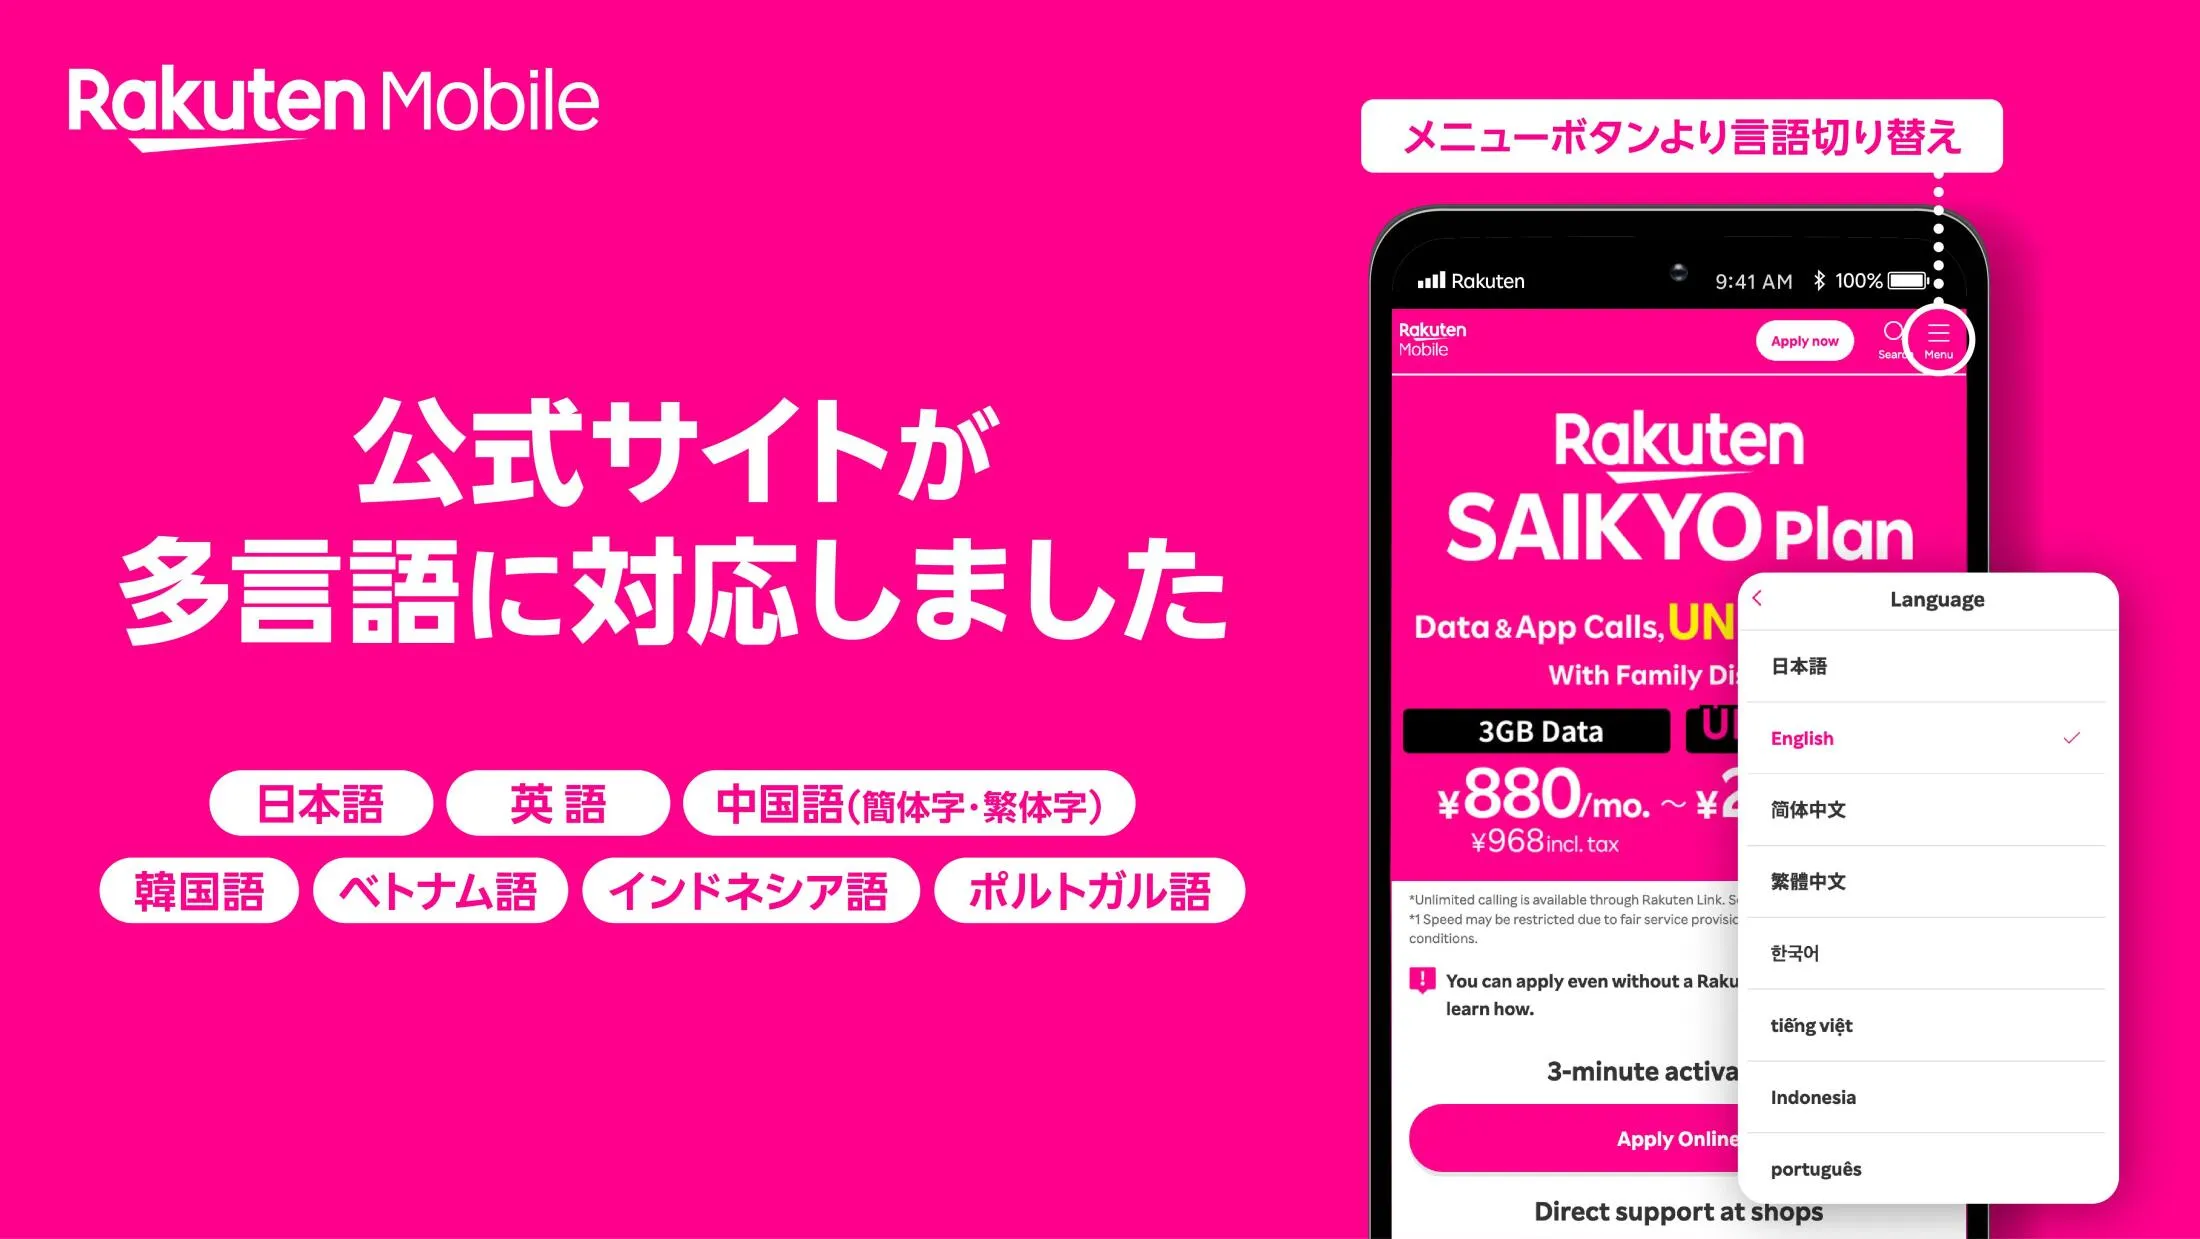 Rakuten Mobile
公式サイトが
多言語に対応しました
日本語
英語
中国語(簡体字・繁体字)
韓国語
ベトナム語
インドネシア語
ポルトガル語
メニューボタンより言語切り替え
Rakuten 9:41 AM 100%
Rakuten
Mobile
Apply now
Menu
Rakuten
SAIKYO Plan
Data & App Calls,
With Family
3GB Data
¥880/mo. ～ ¥2
¥968 incl. tax
*Unlimited calling is available through Rakuten Link.
*1 Speed may be restricted due to fair service
conditions.
You can apply even without a
learn how.
3-minute
Apply Online
Direct support at shops
Language
日本語
English
简体中文
繁體中文
한국어
tiếng việt
Indonesia
português